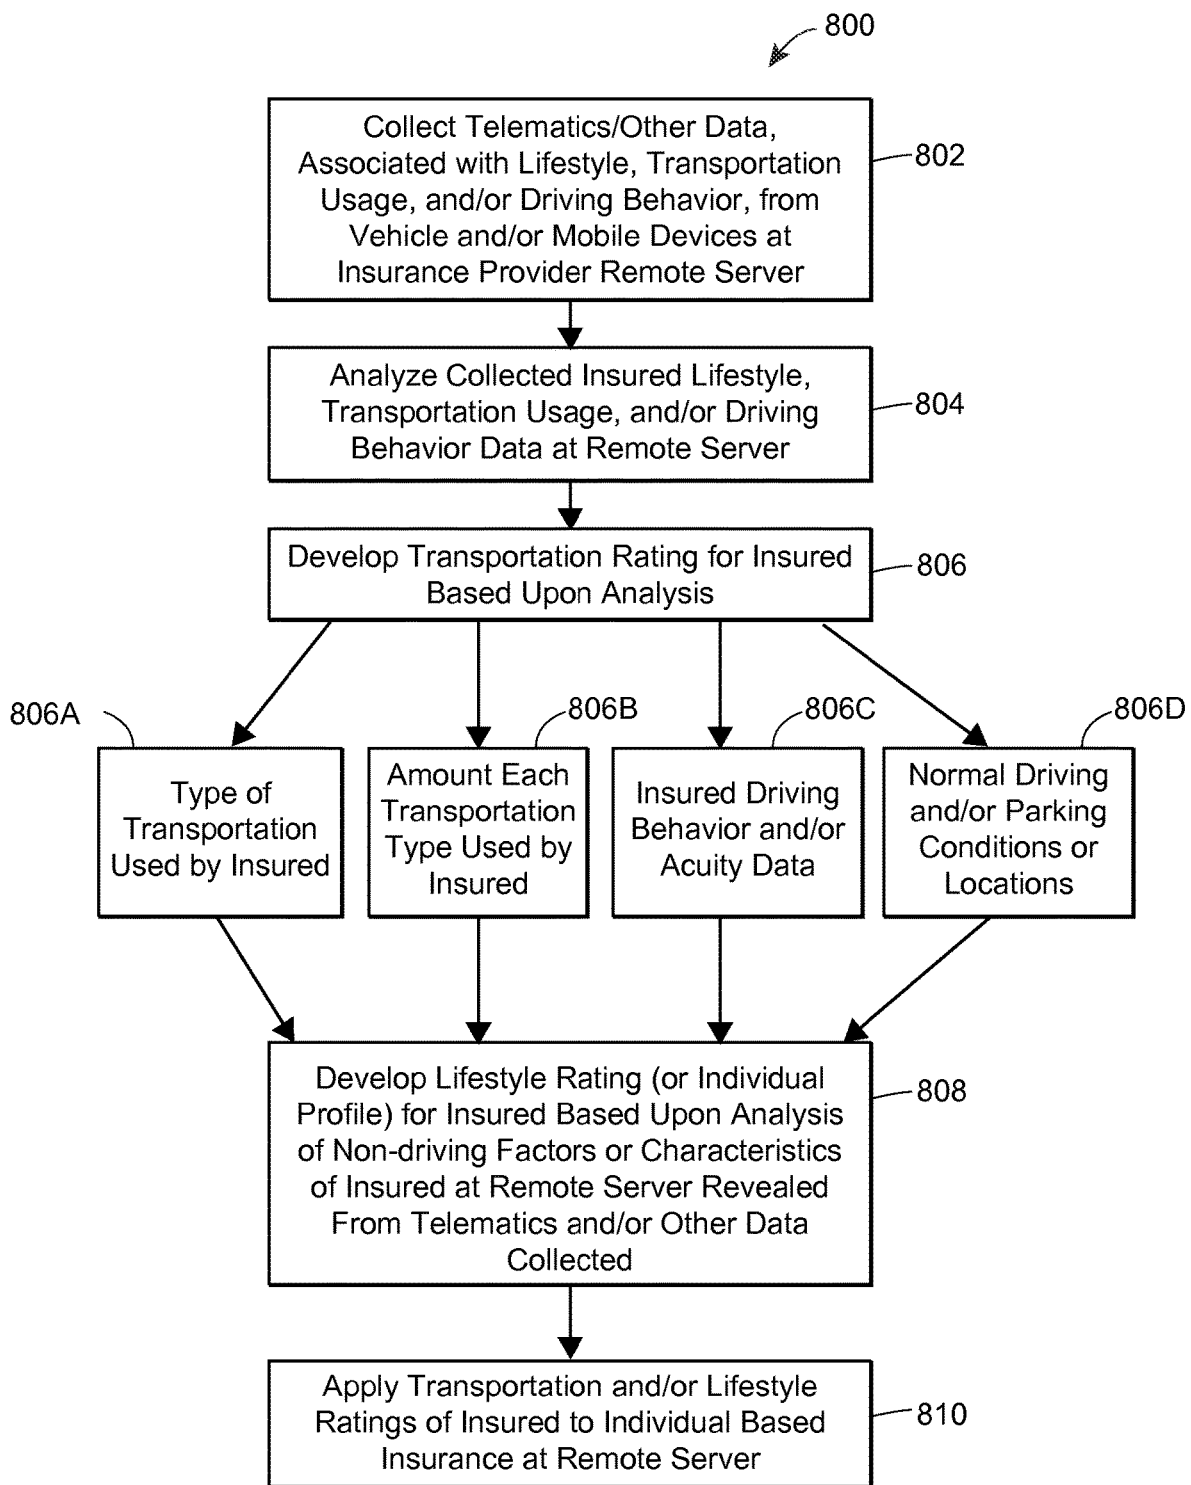 800
Collect Telematics/Other Data,
Associated with Lifestyle, Transportation
Usage, and/or Driving Behavior, from
Vehicle and/or Mobile Devices at
Insurance Provider Remote Server
802
Analyze Collected Insured Lifestyle,
Transportation Usage, and/or Driving
Behavior Data at Remote Server
804
Develop Transportation Rating for Insured
Based Upon Analysis
806
806A
Type of
Transportation
Used by Insured
806B
Amount Each
Transportation
Type Used by
Insured
806C
Insured Driving
Behavior and/or
Acuity Data
806D
Normal Driving
and/or Parking
Conditions or
Locations
Develop Lifestyle Rating (or Individual
Profile) for Insured Based Upon Analysis
of Non-driving Factors or Characteristics
of Insured at Remote Server Revealed
From Telematics and/or Other Data
Collected
808
Apply Transportation and/or Lifestyle
Ratings of Insured to Individual Based
Insurance at Remote Server
810